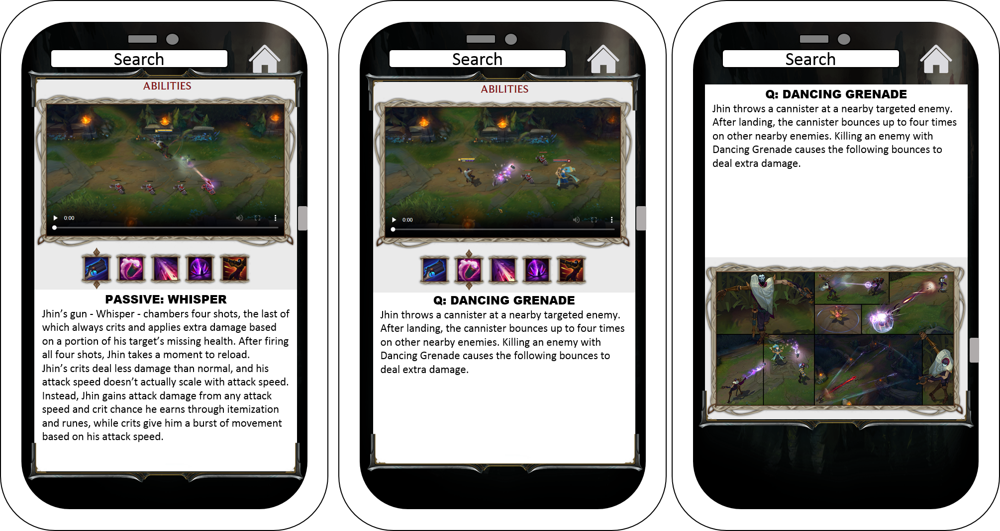 Search
ABILITIES
0:00
PASSIVE: WHISPER
Jhin’s gun - Whisper - chambers four shots, the last of
which always crits and applies extra damage based
on a portion of his target’s missing health. After firing
all four shots, Jhin takes a moment to reload.
Jhin’s crits deal less damage than normal, and his
attack speed doesn’t actually scale with attack speed.
Instead, Jhin gains attack damage from any attack
speed and crit chance he earns through itemization
and runes, while crits give him a burst of movement
based on his attack speed.
Search
ABILITIES
0:00
Q: DANCING GRENADE
Jhin throws a cannister at a nearby targeted enemy.
After landing, the cannister bounces up to four times
on other nearby enemies. Killing an enemy with
Dancing Grenade causes the following bounces to
deal extra damage.
Search
Q: DANCING GRENADE
Jhin throws a cannister at a nearby targeted enemy.
After landing, the cannister bounces up to four times
on other nearby enemies. Killing an enemy with
Dancing Grenade causes the following bounces to
deal extra damage.